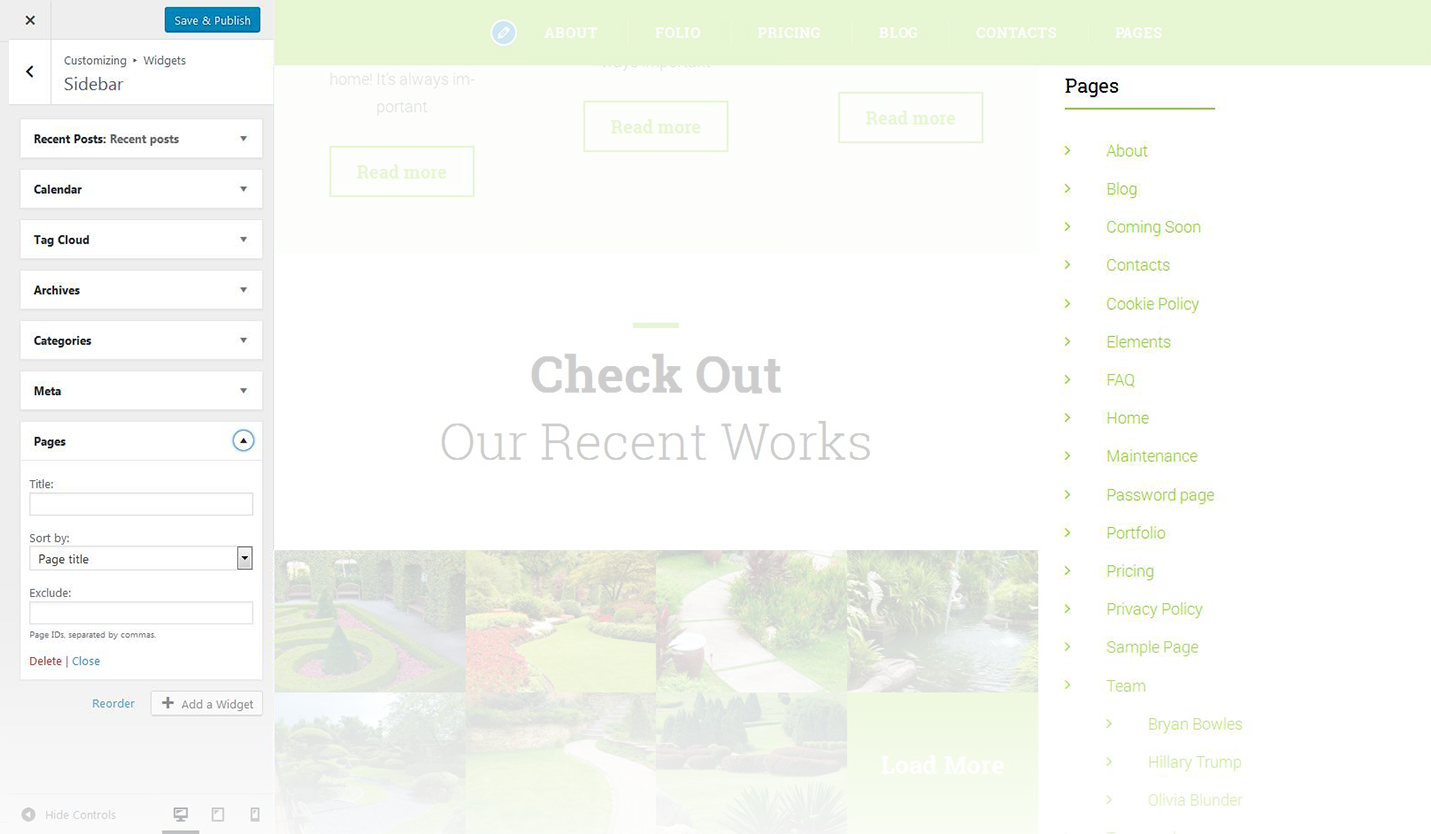 Save & Publish
Customizing ▸ Widgets
Sidebar
Recent Posts: Recent posts
Calendar
Tag Cloud
Archives
Categories
Meta
Pages
Title:
Sort by:
Page title
Exclude:
Page IDs, separated by commas.
Delete | Close
Reorder
Add a Widget
Hide Controls
ABOUT
FOLIO
PRICING
BLOG
CONTACTS
PAGES
home! It's always im-
portant
Read more
ways important
Read more
Read more
Check Out
Our Recent Works
Load More
Pages
About
Blog
Coming Soon
Contacts
Cookie Policy
Elements
FAQ
Home
Maintenance
Password page
Portfolio
Pricing
Privacy Policy
Sample Page
Team
Bryan Bowles
Hillary Trump
Olivia Blunder